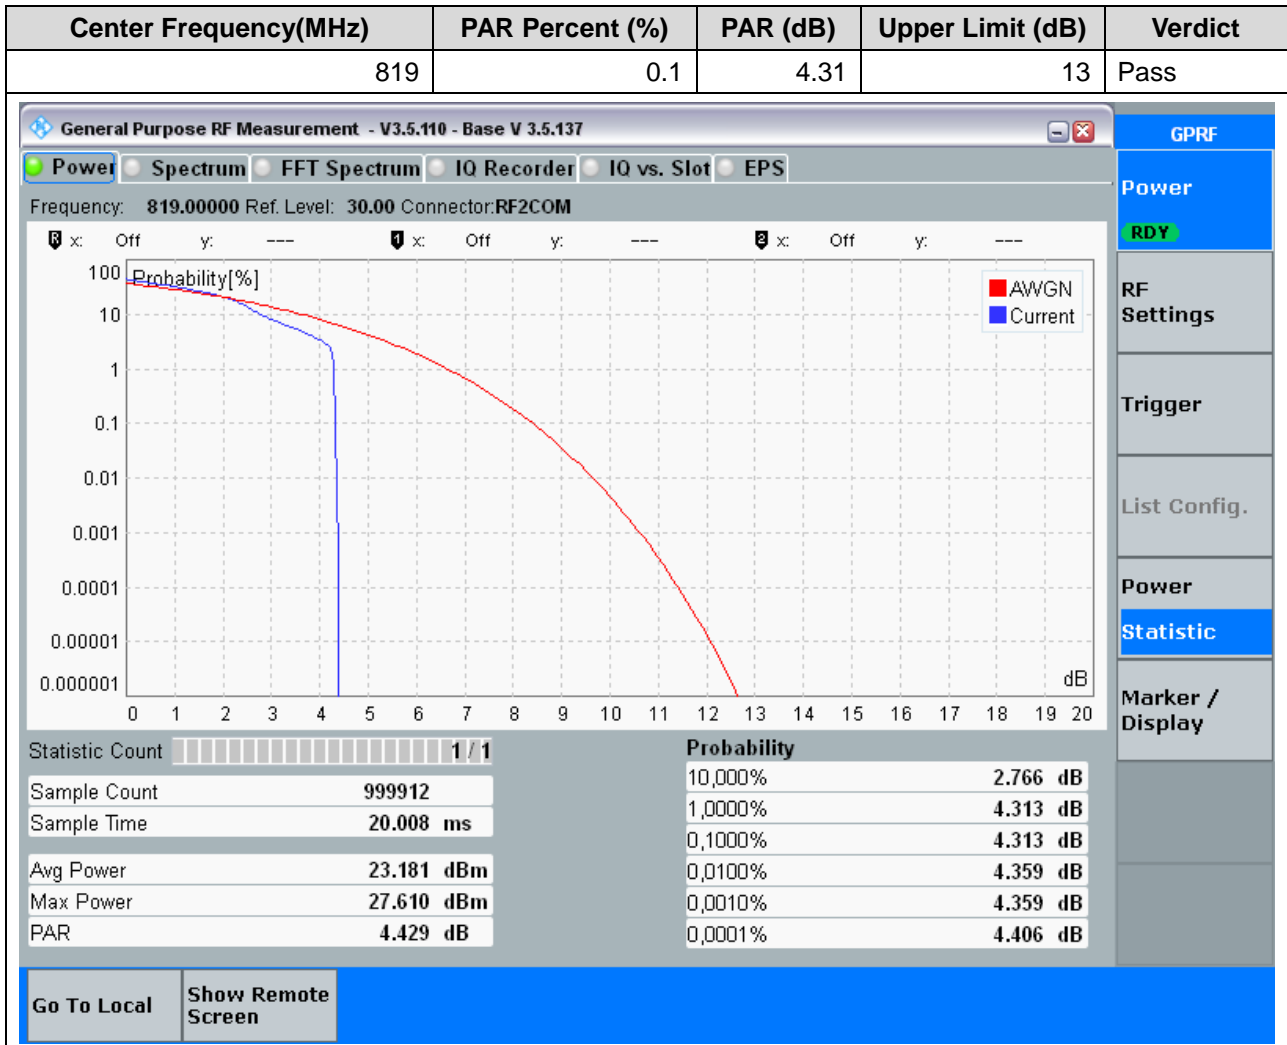 Center Frequency(MHz) PAR Percent (%) PAR (dB) Upper Limit (dB) Verdict
819 0.1 4.31 13 Pass
General Purpose RF Measurement - V3.5.110 - Base V 3.5.137
GPRF
Power Spectrum FFT Spectrum IQ Recorder IQ vs. Slot EPS
Frequency: 819.00000 Ref. Level: 30.00 Connector:RF2COM
Power
RDY
R x: Off y: --- 1 x: Off y: --- 2 x: Off y: ---
Probability[%]
AWGN
Current
100
10
1
0.1
0.01
0.001
0.0001
0.00001
0.000001
dB
0 1 2 3 4 5 6 7 8 9 10 11 12 13 14 15 16 17 18 19 20
RF
Settings
Trigger
List Config.
Power
Statistic
Marker /
Display
Statistic Count 1 / 1
Sample Count 999912
Sample Time 20.008 ms
Avg Power 23.181 dBm
Max Power 27.610 dBm
PAR 4.429 dB
Probability
10,000% 2.766 dB
1,0000% 4.313 dB
0,1000% 4.313 dB
0,0100% 4.359 dB
0,0010% 4.359 dB
0,0001% 4.406 dB
Go To Local
Show Remote
Screen